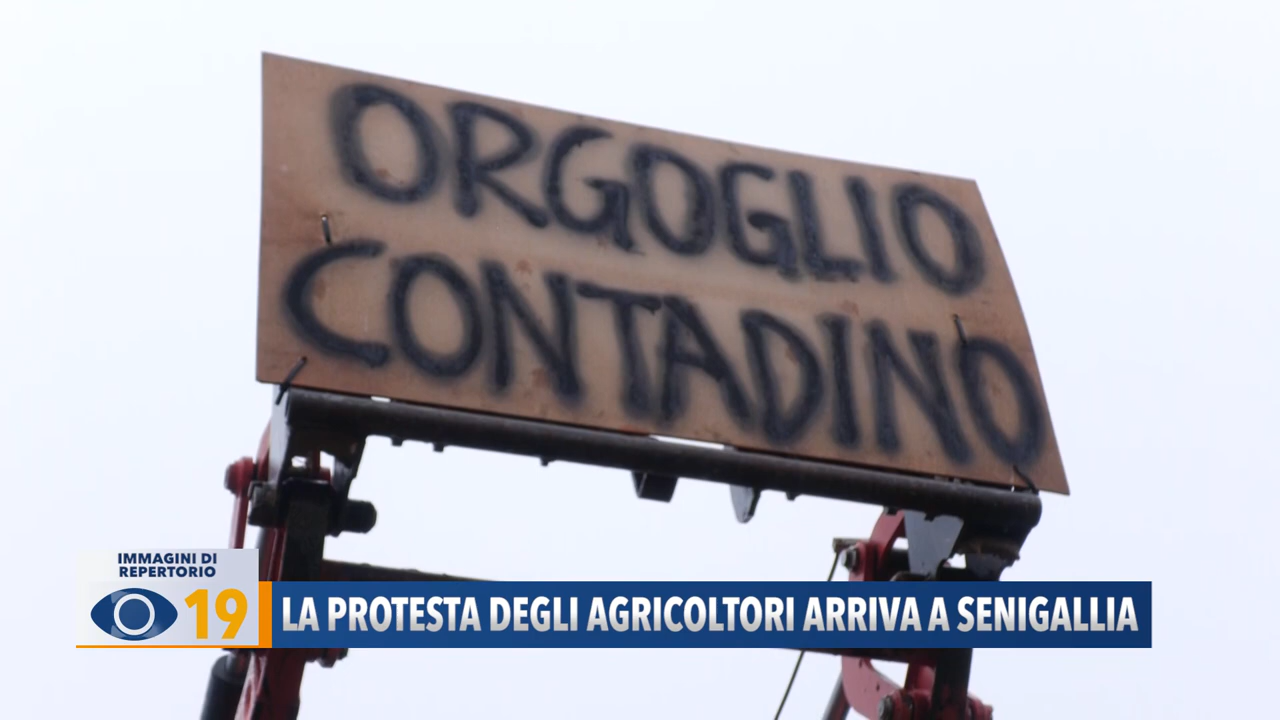 ORGOGLIO
CONTADINO
IMMAGINI DI
REPERTORIO
19
LA PROTESTA DEGLI AGRICOLTORI ARRIVA A SENIGALLIA